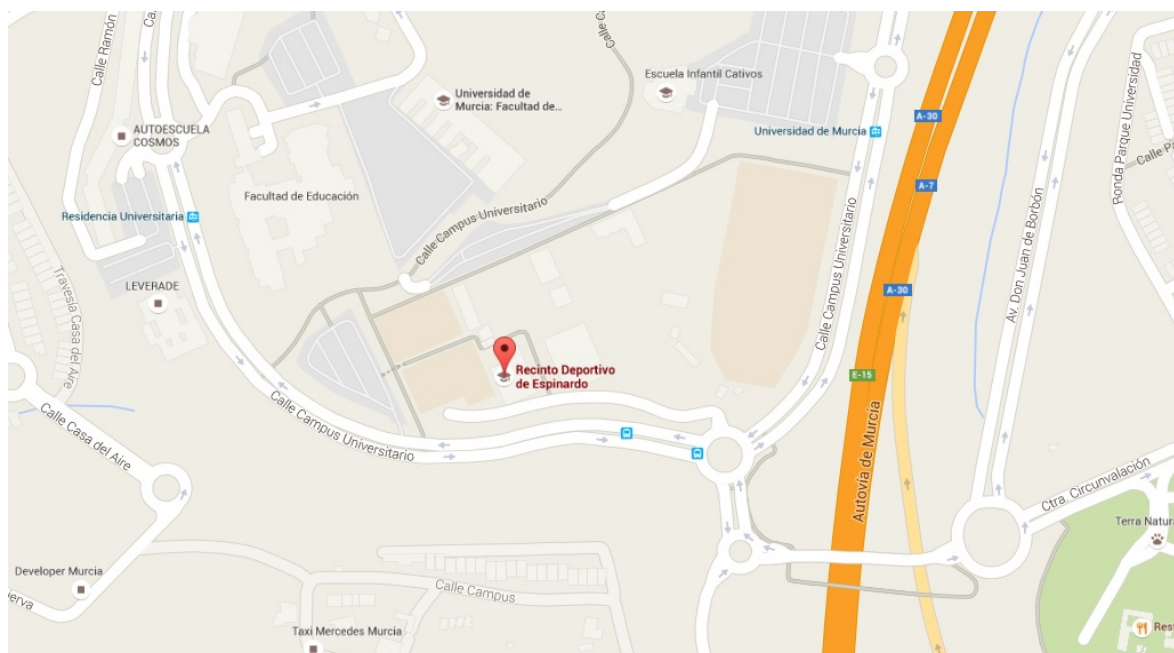 Calle Ramón
Calle
Escuela Infantil Cativos
Universidad de
Murcia: Facultad de...
AUTOESCUELA
COSMOS
Universidad de Murcia
A-30
A-7
Ronda Parque Universidad
Facultad de Educación
Residencia Universitaria
Calle Campus Universitario
Calle Campus Universitario
Av. Don Juan de Borbón
LEVERADE
Travesía Casa del Aire
A-30
Recinto Deportivo
de Espinardo
E-15
Calle Campus Universitario
Calle Casa del Aire
Autovía de Murcia
Ctra. Circunvalación
Terra Natura
Developer Murcia
Calle Campus
Taxi Mercedes Murcia
Rest